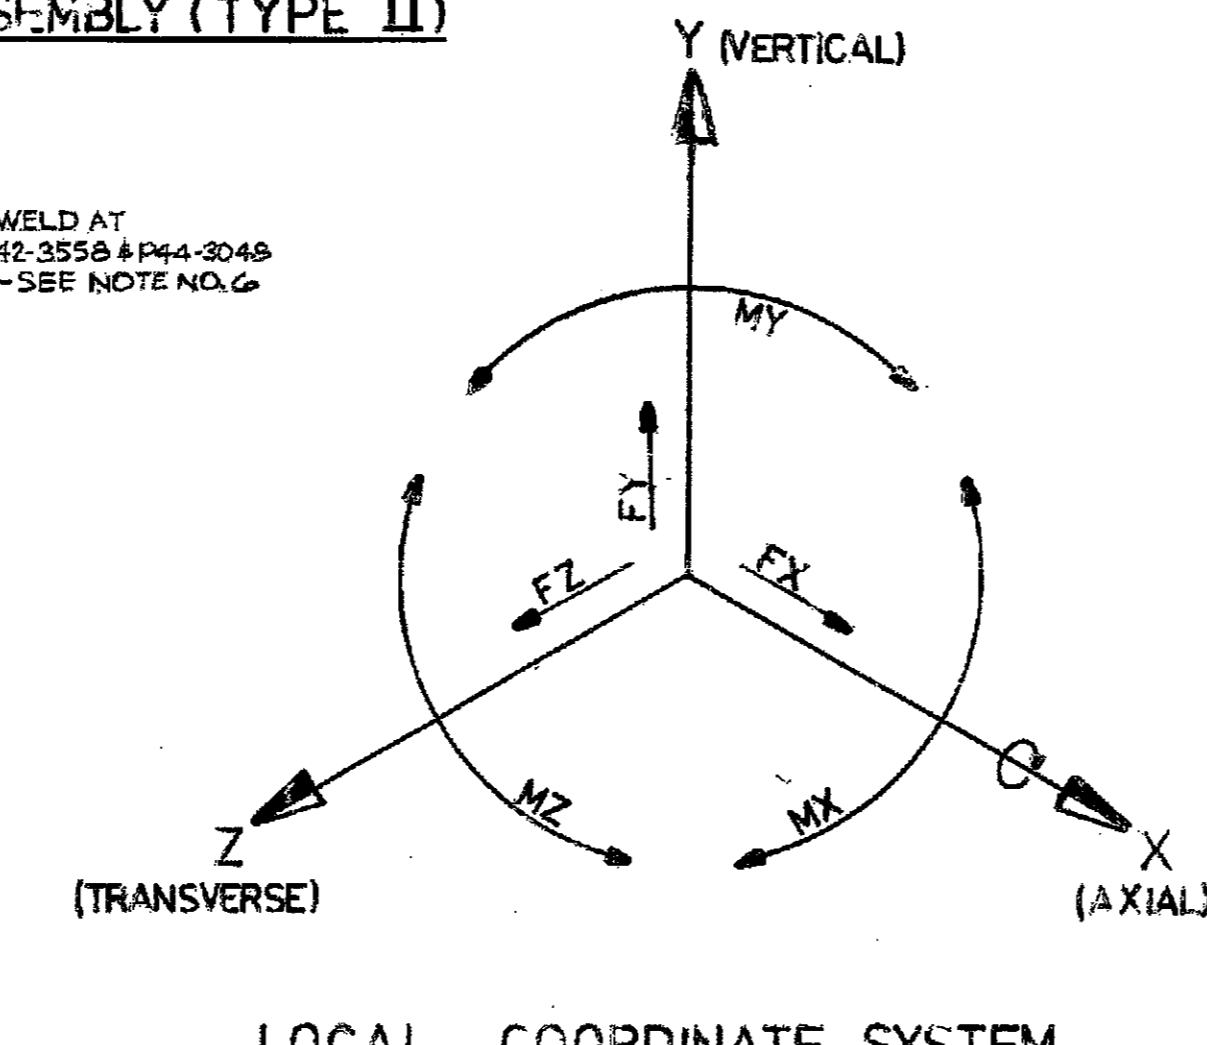 SEMBLY (TYPE II)
Y (VERTICAL)
WELD AT
42-3558 & P44-3048
-SEE NOTE NO.6
MY
FY
FZ
FX
MZ
MX
Z
(TRANSVERSE)
X
(AXIAL)
LOCAL COORDINATE SYSTEM